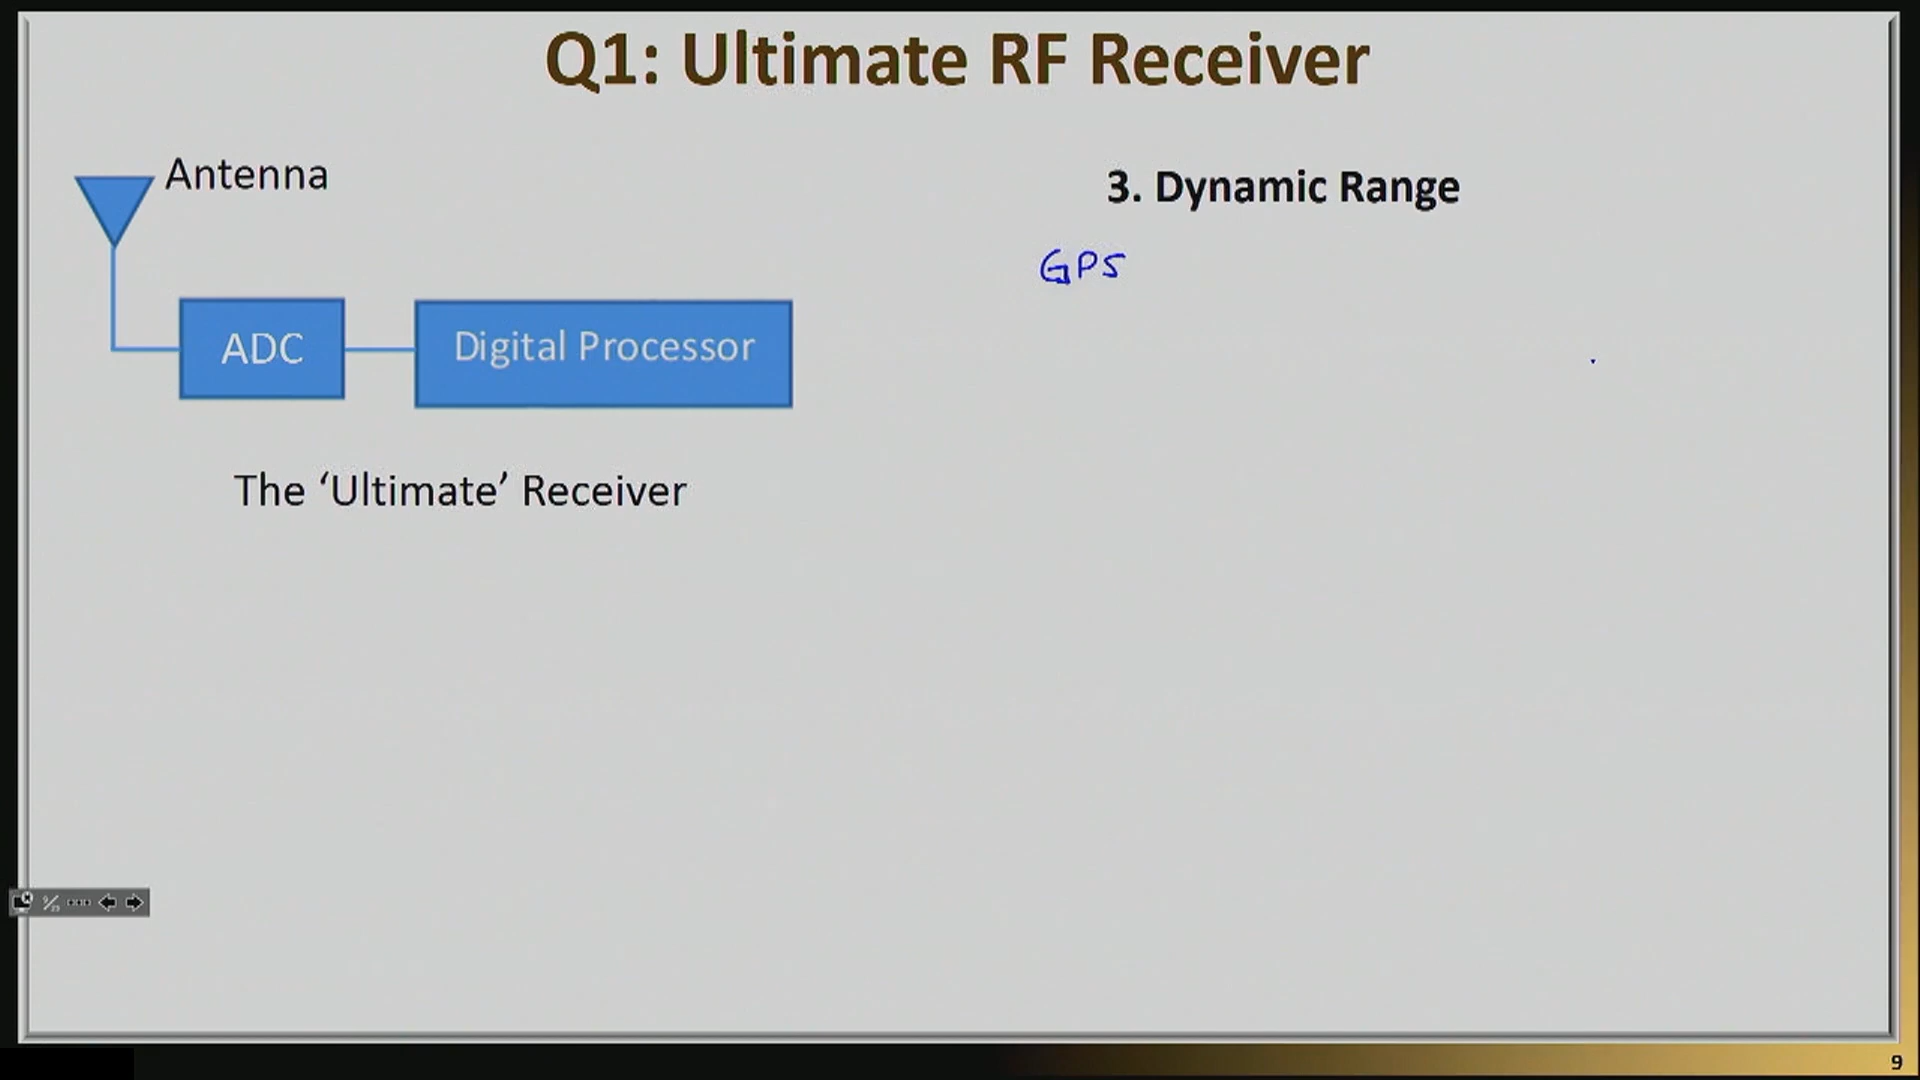 Q1: Ultimate RF Receiver
Antenna
3. Dynamic Range
GPS
ADC
Digital Processor
The ‘Ultimate’ Receiver
9